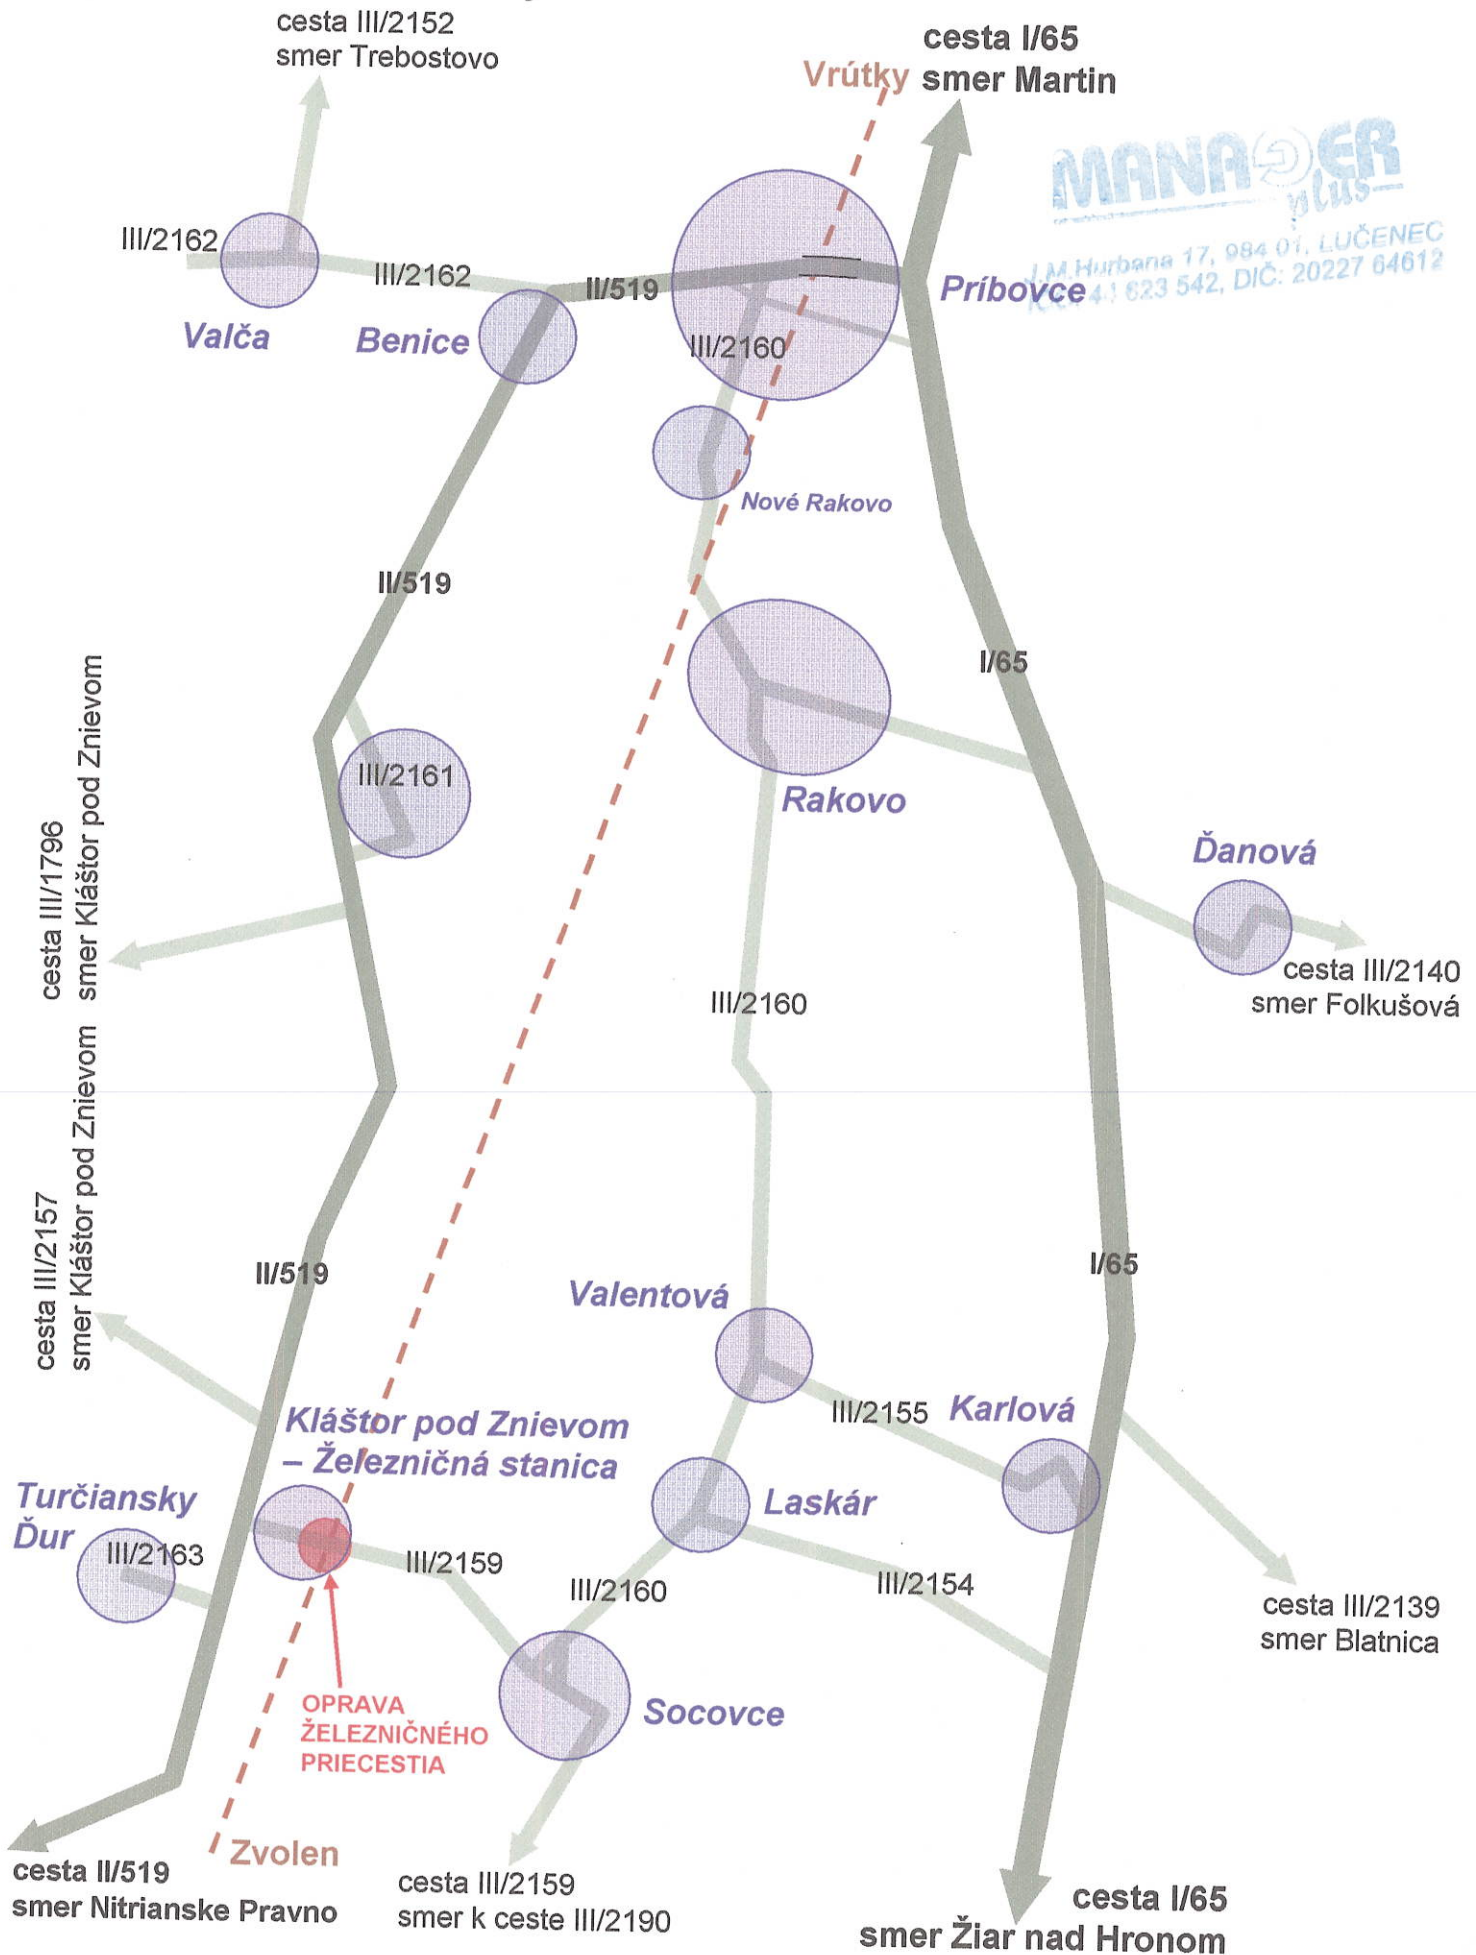 cesta III/2152
smer Trebostovo
cesta I/65
smer Martin
Vrútky
MANAGER
plus
J.M.Hurbana 17, 984 01, LUČENEC
623 542, DIČ: 20227 64612
III/2162
III/2162
II/519
Príbovce
Valča
Benice
III/2160
Nové Rakovo
II/519
I/65
cesta III/1796
smer Kláštor pod Znievom
III/2161
Rakovo
Ďanová
cesta III/2140
smer Folkušová
III/2160
cesta III/2157
smer Kláštor pod Znievom
II/519
I/65
Valentová
III/2155
Karlová
Kláštor pod Znievom
– Železničná stanica
Turčiansky
Ďur
III/2163
Laskár
III/2159
III/2160
III/2154
cesta III/2139
smer Blatnica
OPRAVA
ŽELEZNIČNÉHO
PRIECESTIA
Socovce
Zvolen
cesta II/519
smer Nitrianske Pravno
cesta III/2159
smer k ceste III/2190
cesta I/65
smer Žiar nad Hronom